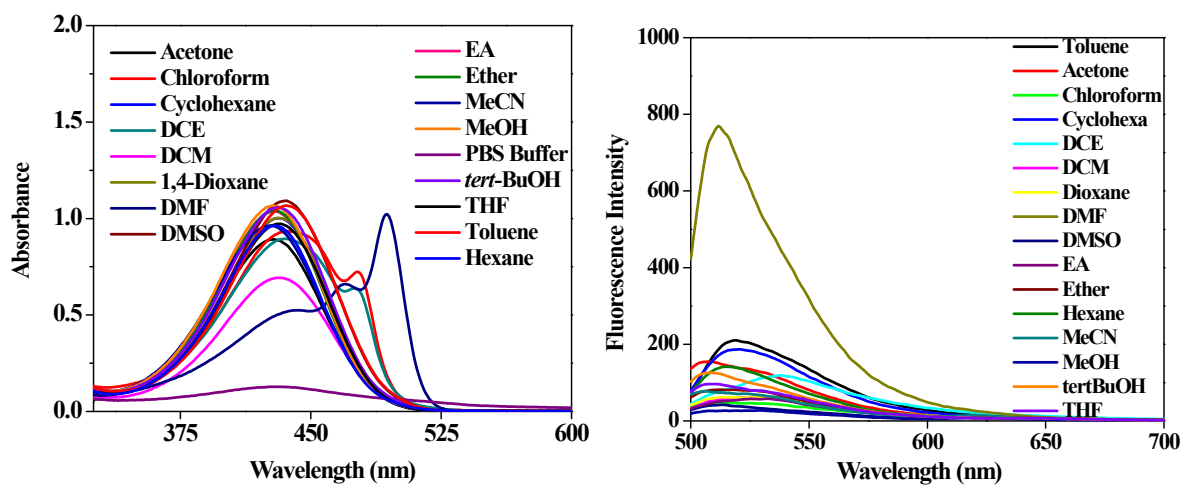 2.0
1.5
1.0
0.5
0.0
Absorbance
Acetone
Chloroform
Cyclohexane
DCE
DCM
1,4-Dioxane
DMF
DMSO
EA
Ether
MeCN
MeOH
PBS Buffer
tert-BuOH
THF
Toluene
Hexane
375 450 525 600
Wavelength (nm)
1000
800
600
400
200
0
Fluorescence Intensity
Toluene
Acetone
Chloroform
Cyclohexa
DCE
DCM
Dioxane
DMF
DMSO
EA
Ether
Hexane
MeCN
MeOH
tertBuOH
THF
500 550 600 650 700
Wavelength (nm)